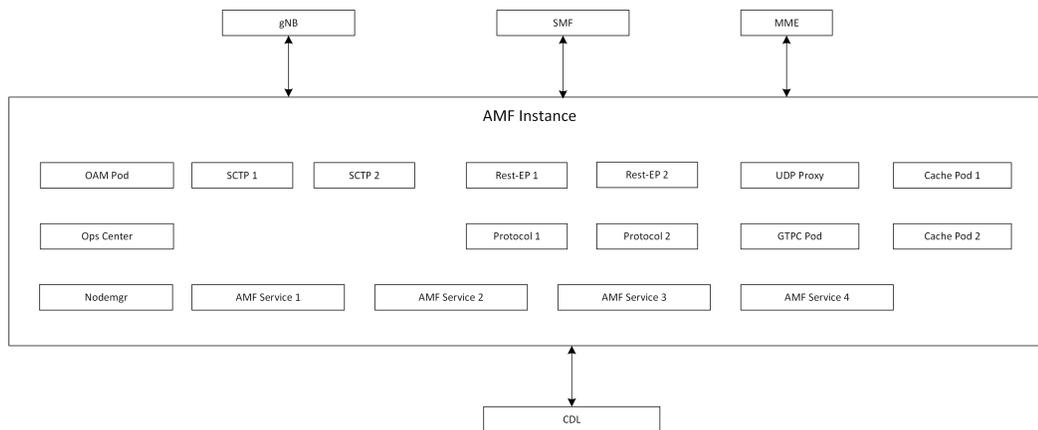 gNB
SMF
MME
AMF Instance
OAM Pod
SCTP 1
SCTP 2
Rest-EP 1
Rest-EP 2
UDP Proxy
Cache Pod 1
Ops Center
Protocol 1
Protocol 2
GTPC Pod
Cache Pod 2
Nodemgr
AMF Service 1
AMF Service 2
AMF Service 3
AMF Service 4
CDL